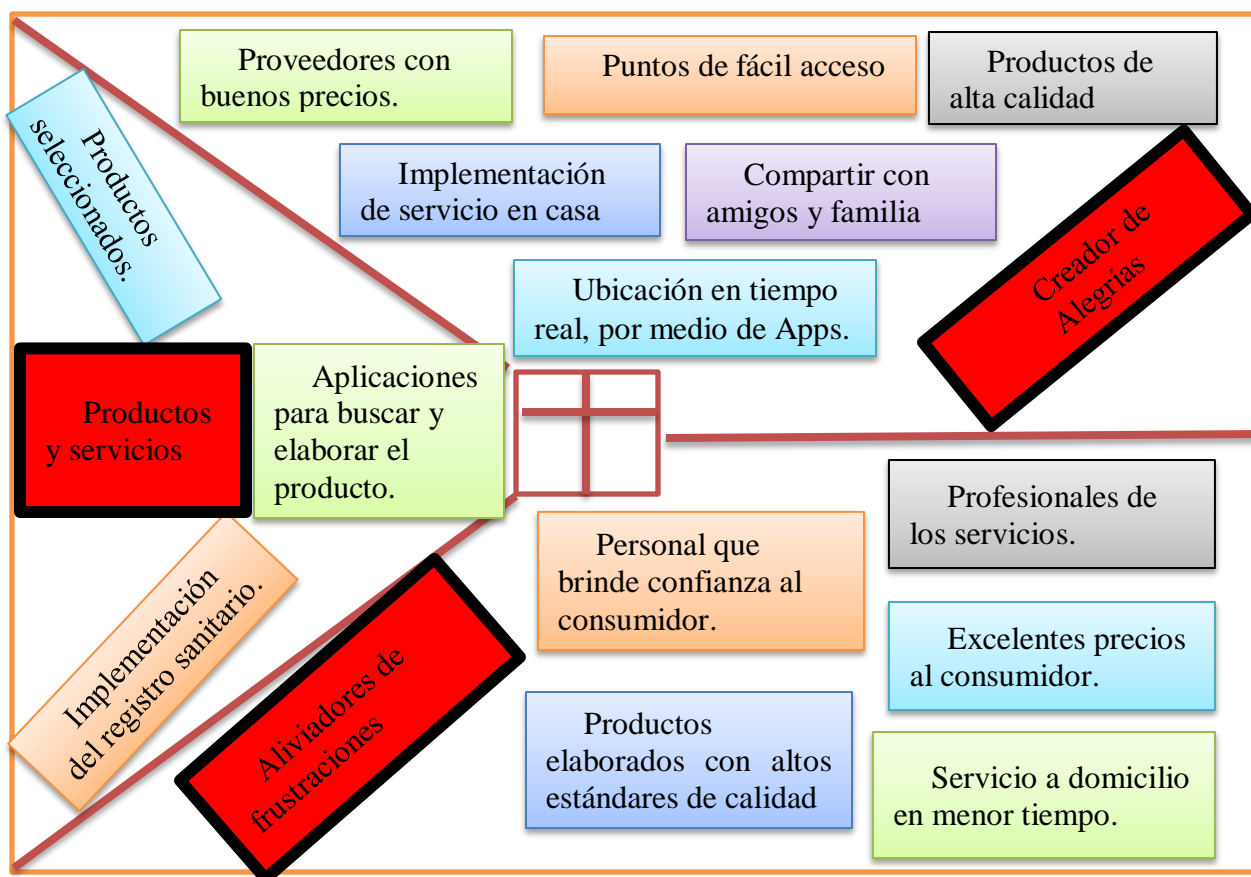 Proveedores con
buenos precios.
Puntos de fácil acceso
Productos de
alta calidad
Productos
seleccionados.
Implementación
de servicio en casa
Compartir con
amigos y familia
Creador de
Alegrías
Ubicación en tiempo
real, por medio de Apps.
Productos
y servicios
Aplicaciones
para buscar y
elaborar el
producto.
Profesionales de
los servicios.
Personal que
brinde confianza al
consumidor.
Implementación
del registro sanitario.
Aliviadores de
frustraciones
Excelentes precios
al consumidor.
Productos
elaborados con altos
estándares de calidad
Servicio a domicilio
en menor tiempo.